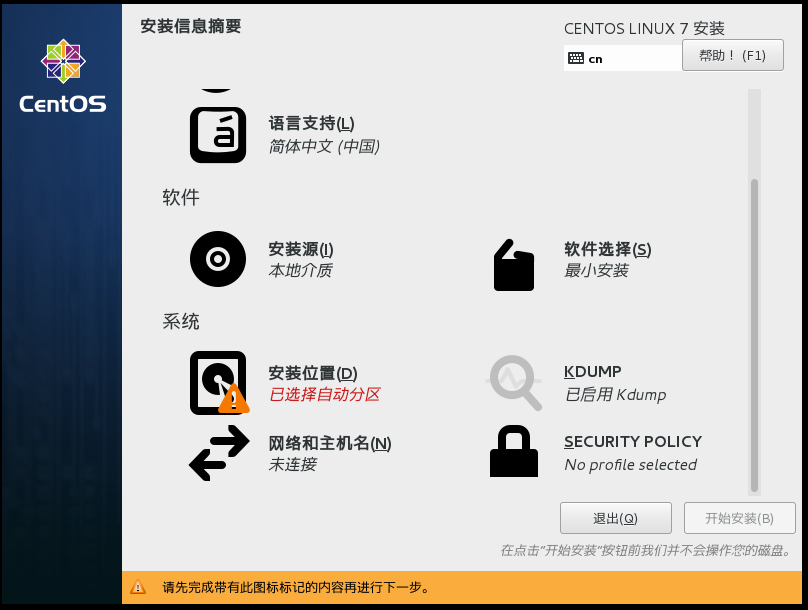 安装信息摘要
CENTOS LINUX 7 安装
cn
帮助！ (F1)
CentOS
语言支持(L)
简体中文 (中国)
软件
安装源(I)
本地介质
软件选择(S)
最小安装
系统
安装位置(D)
已选择自动分区
KDUMP
已启用 Kdump
网络和主机名(N)
未连接
SECURITY POLICY
No profile selected
退出(Q)
开始安装(B)
在点击"开始安装"按钮前我们并不会操作您的磁盘。
请先完成带有此图标标记的内容再进行下一步。